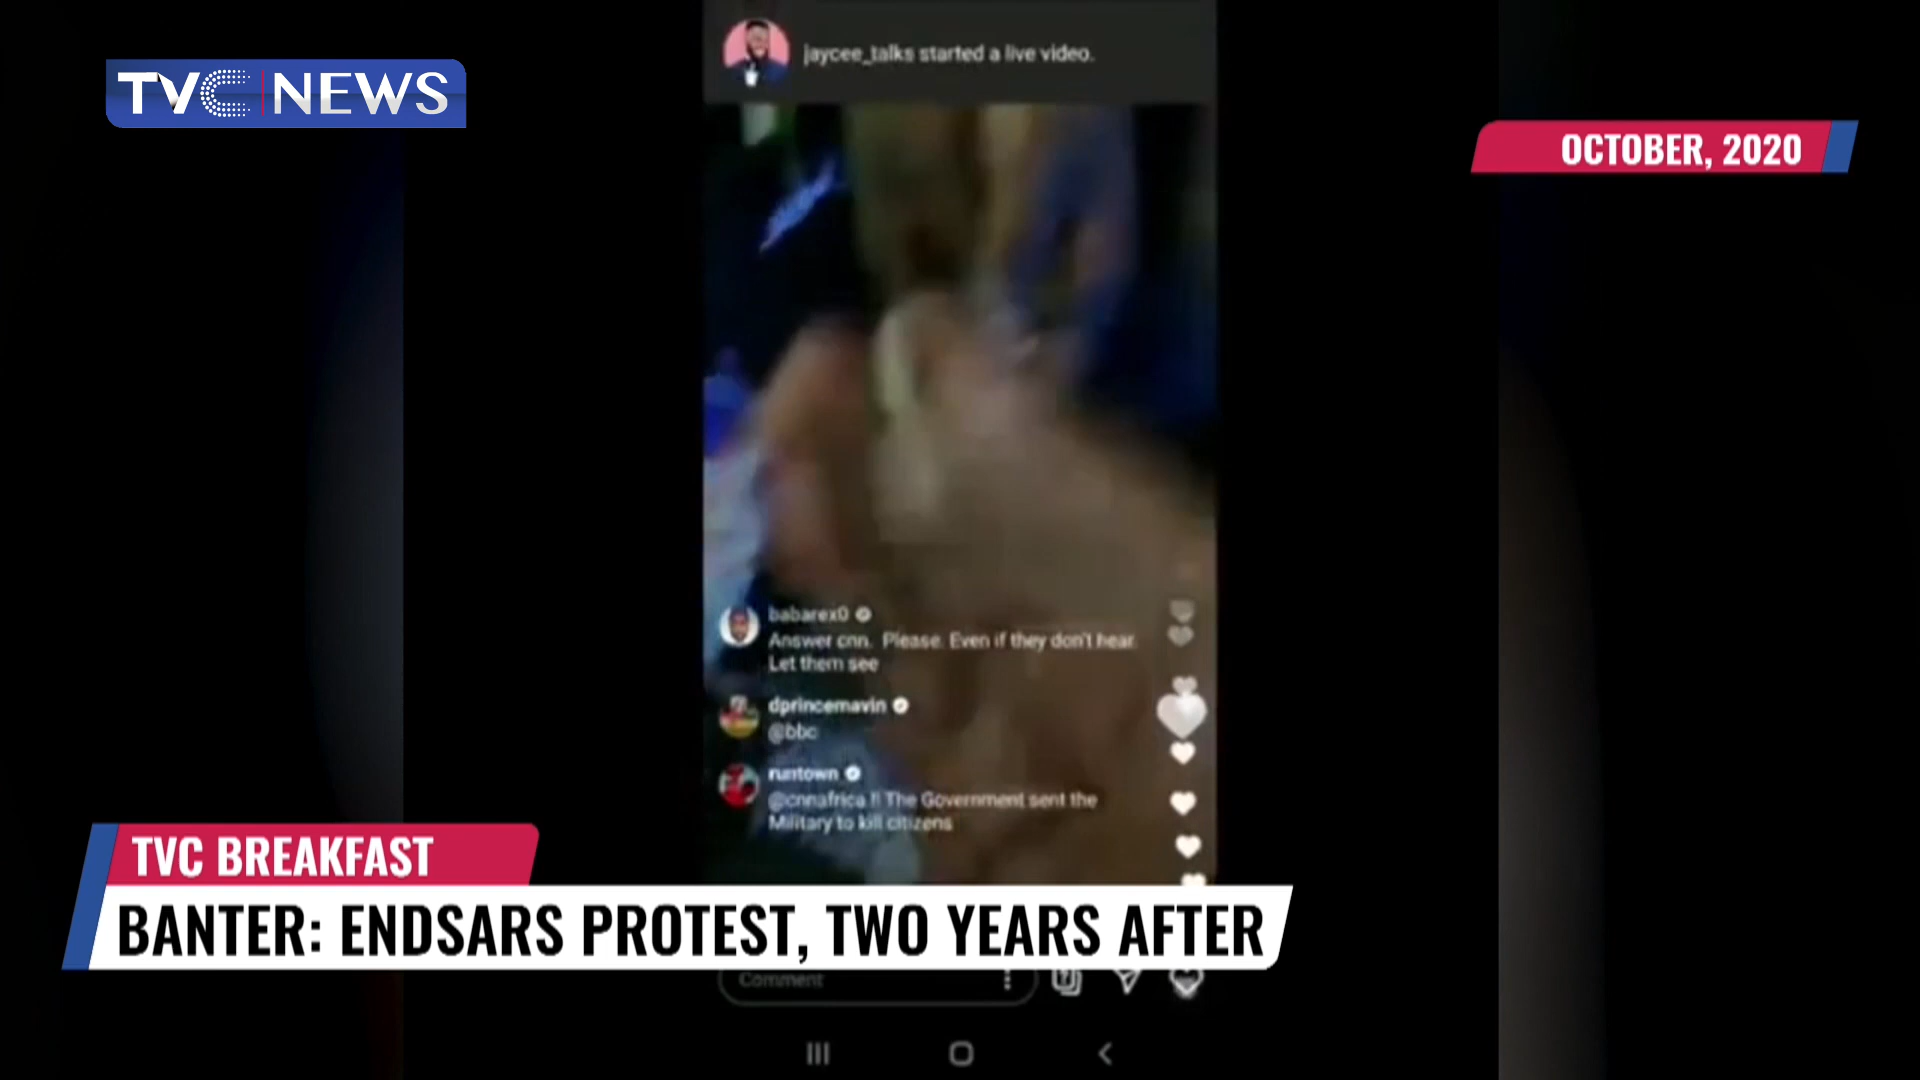 jaycee_talks started a live video.
TVC NEWS
OCTOBER, 2020
babarex0
Answer cnn. Please. Even if they don't hear.
Let them see
dprincemavin
@bbc
runtown
@cnnafrica !! The Government sent the
Military to kill citizens
TVC BREAKFAST
BANTER: ENDSARS PROTEST, TWO YEARS AFTER
Comment